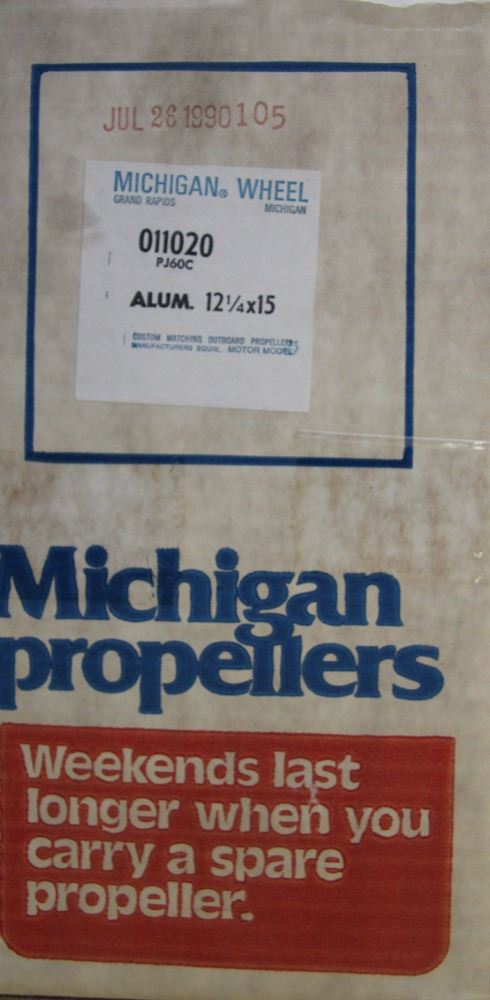 JUL 26 1990 105
MICHIGAN® WHEEL
GRAND RAPIDS MICHIGAN
011020
PJ60C
ALUM. 12¼x15
CUSTOM MATCHING OUTBOARD PROPELLERS
MANUFACTURERS EQUIV. MOTOR MODEL
Michigan
propellers
Weekends last
longer when you
carry a spare
propeller.